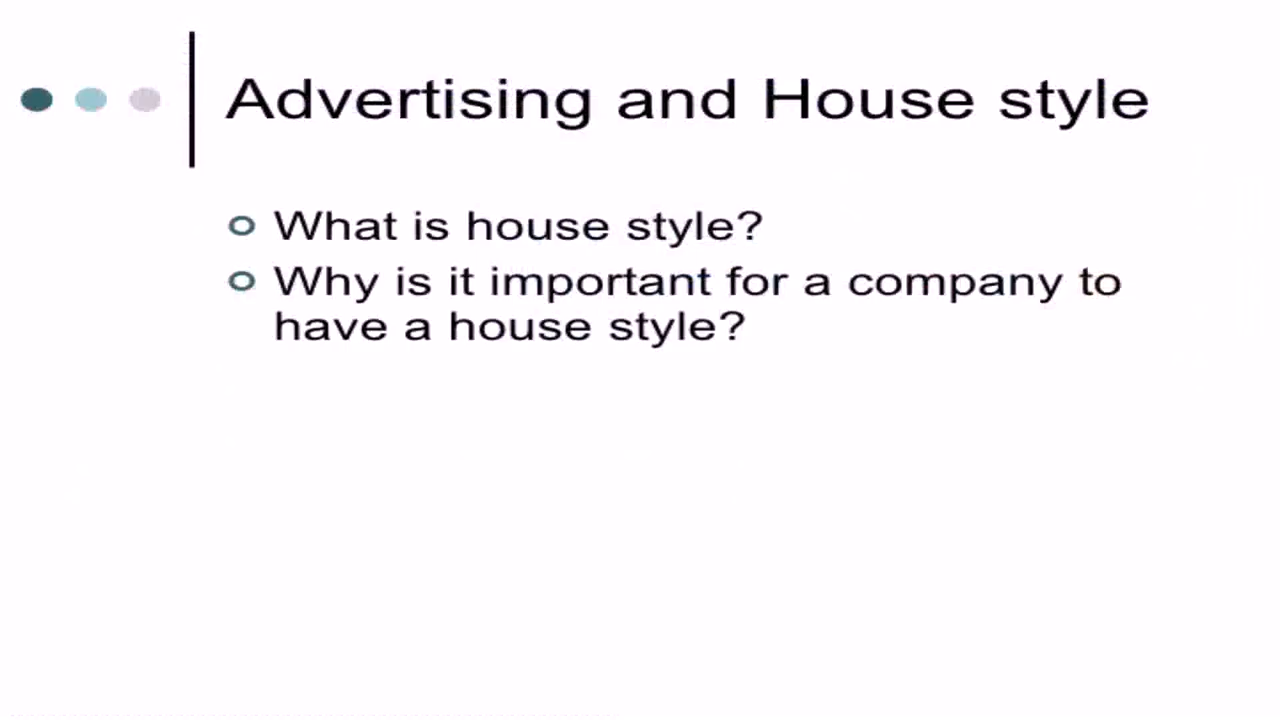 Advertising and House style
What is house style?
Why is it important for a company to
have a house style?